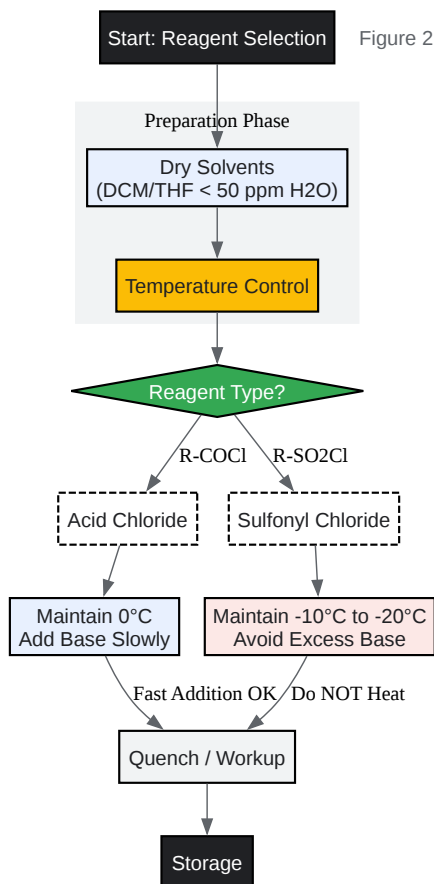 Start: Reagent Selection
Figure 2
Preparation Phase
Dry Solvents
(DCM/THF < 50 ppm H2O)
Temperature Control
Reagent Type?
R-COCl
R-SO2Cl
Acid Chloride
Sulfonyl Chloride
Maintain 0°C
Add Base Slowly
Maintain -10°C to -20°C
Avoid Excess Base
Fast Addition OK
Do NOT Heat
Quench / Workup
Storage